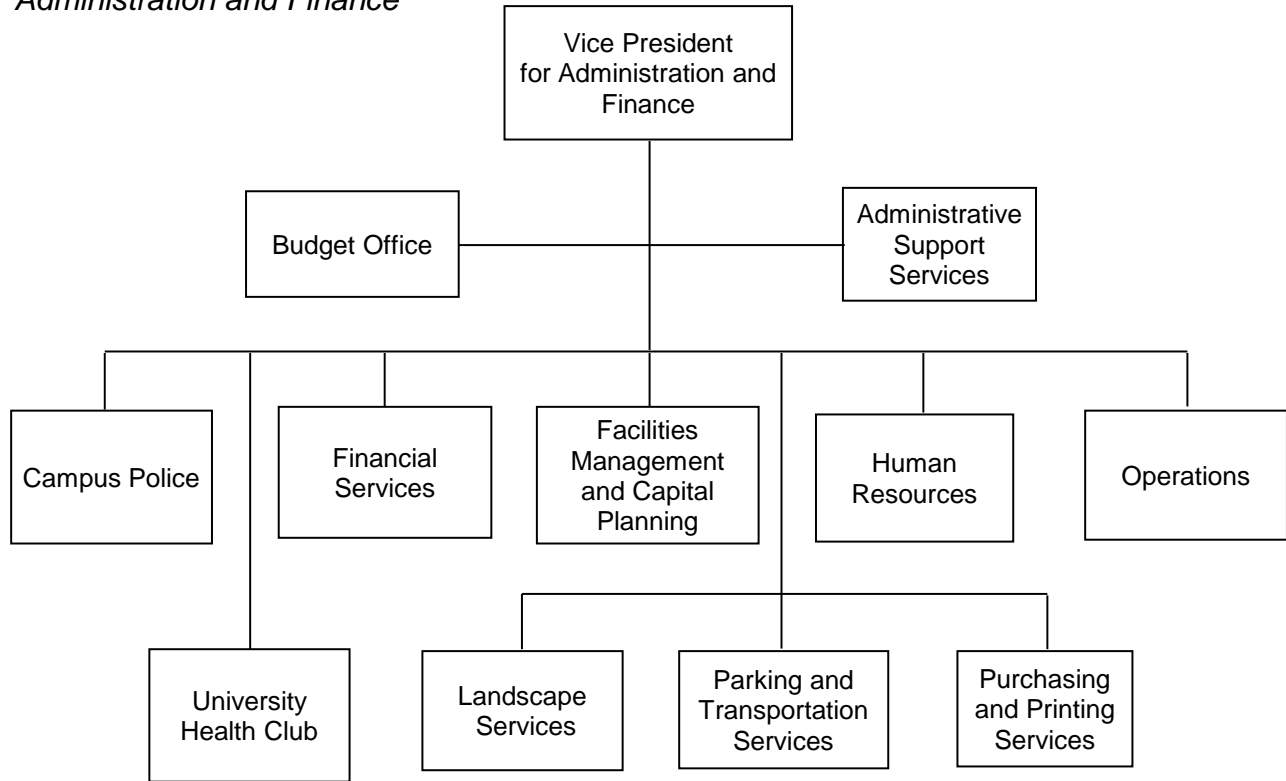 Administration and Finance
Vice President
for Administration and
Finance
Budget Office
Administrative
Support
Services
Campus Police
Financial
Services
Facilities
Management
and Capital
Planning
Human
Resources
Operations
University
Health Club
Landscape
Services
Parking and
Transportation
Services
Purchasing
and Printing
Services